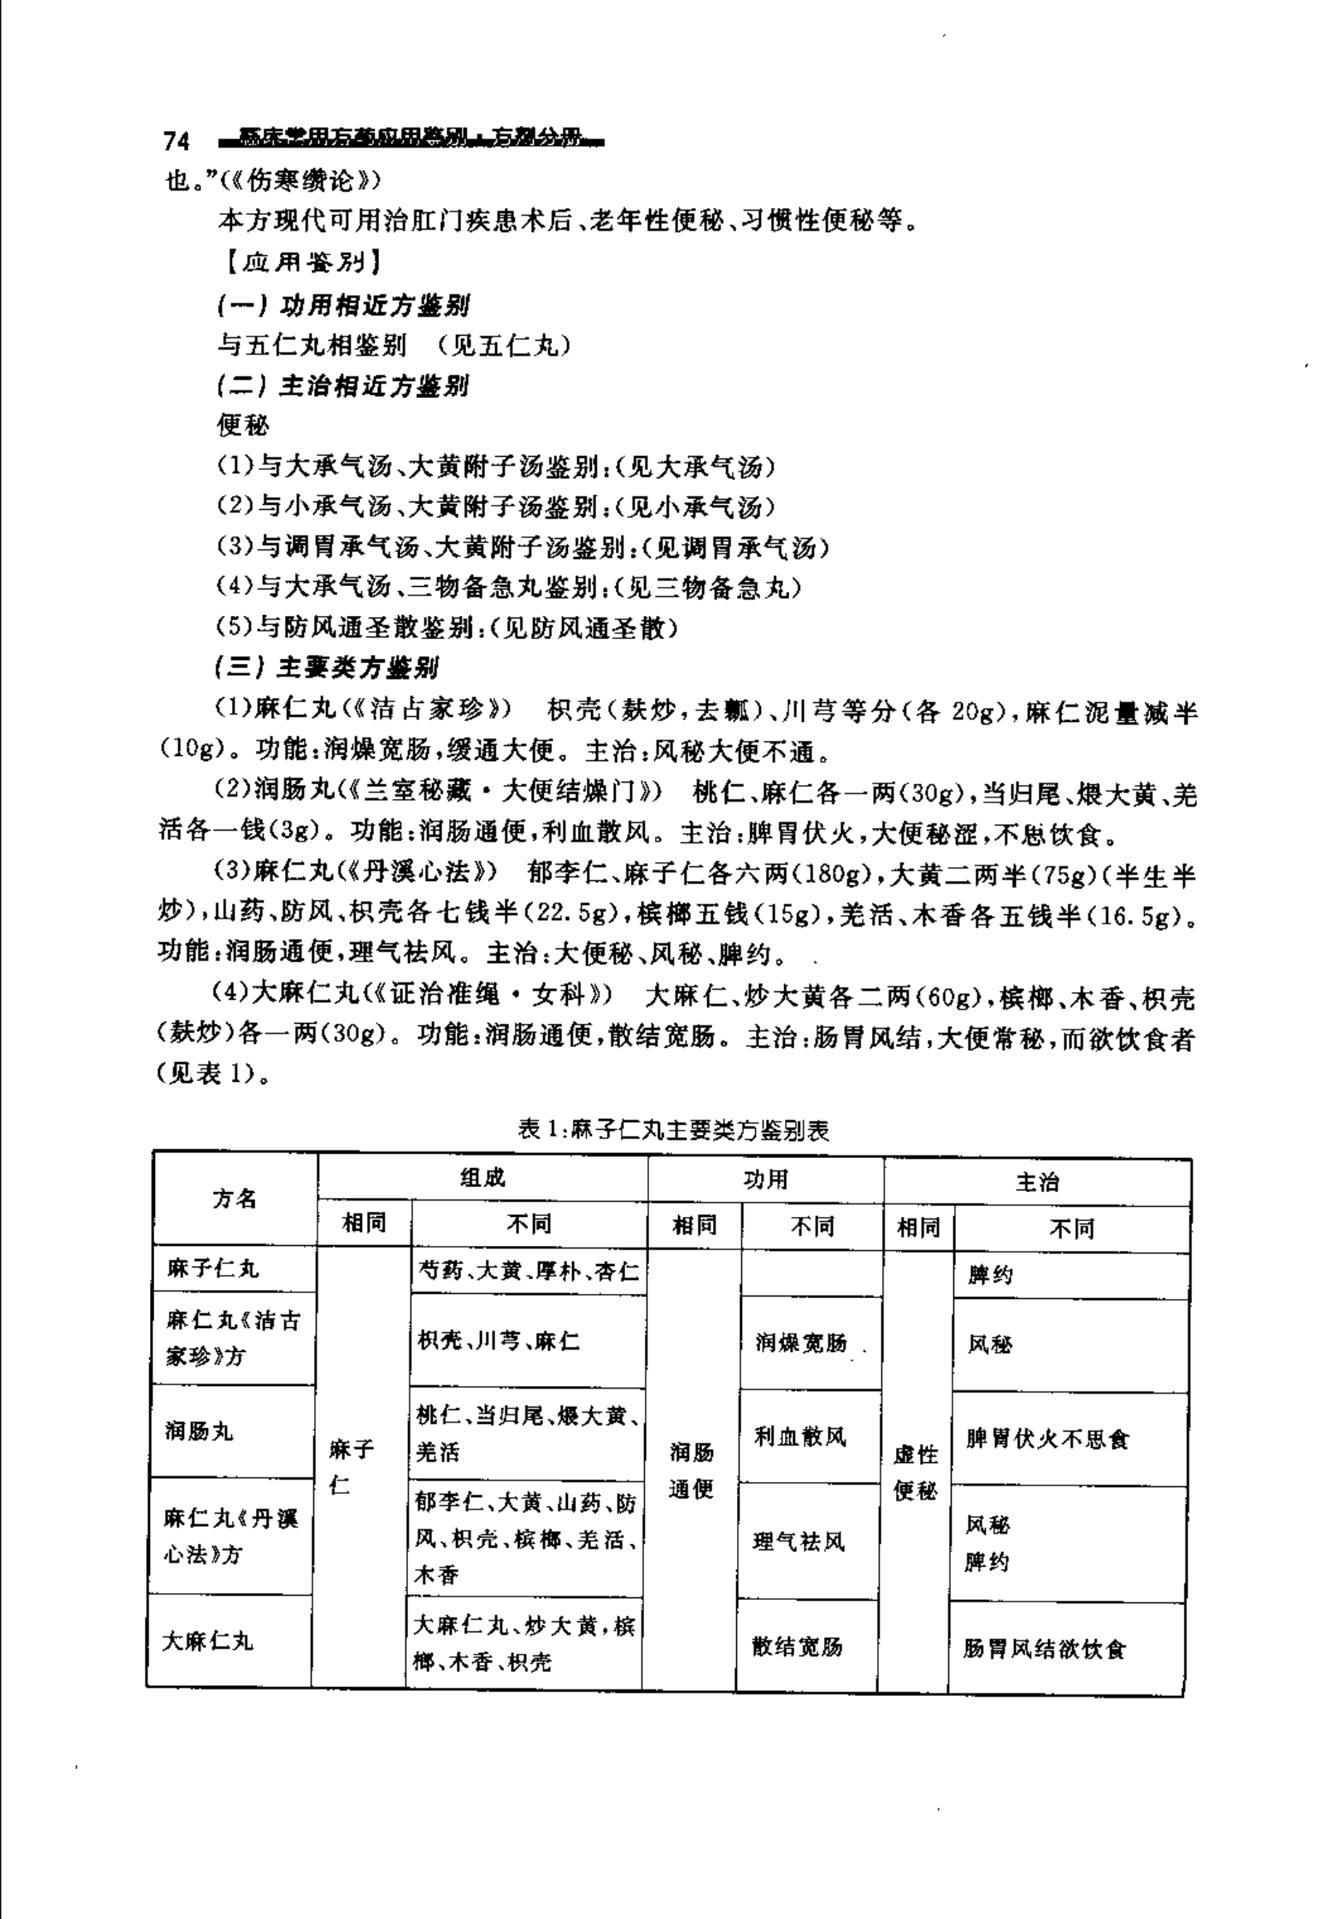 74 临床常用方药应用鉴别·方剂分册
也。”(《伤寒缵论》)
本方现代可用治肛门疾患术后、老年性便秘、习惯性便秘等。
【应用鉴别】
(一)功用相近方鉴别
与五仁丸相鉴别 (见五仁丸)
(二)主治相近方鉴别
便秘
(1)与大承气汤、大黄附子汤鉴别:(见大承气汤)
(2)与小承气汤、大黄附子汤鉴别:(见小承气汤)
(3)与调胃承气汤、大黄附子汤鉴别:(见调胃承气汤)
(4)与大承气汤、三物备急丸鉴别:(见三物备急丸)
(5)与防风通圣散鉴别:(见防风通圣散)
(三)主要类方鉴别
(1)麻仁丸(《洁古家珍》) 枳壳(麸炒,去瓤)、川芎等分(各 20g),麻仁泥量减半
(10g)。功能:润燥宽肠,缓通大便。主治:风秘大便不通。
(2)润肠丸(《兰室秘藏·大便结燥门》) 桃仁、麻仁各一两(30g),当归尾、煨大黄、羌
活各一钱(3g)。功能:润肠通便,利血散风。主治:脾胃伏火,大便秘涩,不思饮食。
(3)麻仁丸(《丹溪心法》) 郁李仁、麻子仁各六两(180g),大黄二两半(75g)(半生半
炒),山药、防风、枳壳各七钱半(22.5g),槟榔五钱(15g),羌活、木香各五钱半(16.5g)。
功能:润肠通便,理气祛风。主治:大便秘、风秘、脾约。
(4)大麻仁丸(《证治准绳·女科》) 大麻仁、炒大黄各二两(60g),槟榔、木香、枳壳
(麸炒)各一两(30g)。功能:润肠通便,散结宽肠。主治:肠胃风结,大便常秘,而欲饮食者
(见表 1)。
表 1:麻子仁丸主要类方鉴别表
方名 组成 功用 主治
相同 不同 相同 不同 相同 不同
麻子仁丸 芍药、大黄、厚朴、杏仁 脾约
麻仁丸《洁古
家珍》方 枳壳、川芎、麻仁 润燥宽肠 风秘
润肠丸 桃仁、当归尾、煨大黄、
羌活 利血散风 脾胃伏火不思食
麻子
仁 润肠
通便 虚性
便秘
麻仁丸《丹溪
心法》方 郁李仁、大黄、山药、防
风、枳壳、槟榔、羌活、
木香 理气祛风 风秘
脾约
大麻仁丸 大麻仁丸、炒大黄,槟
榔、木香、枳壳 散结宽肠 肠胃风结欲饮食